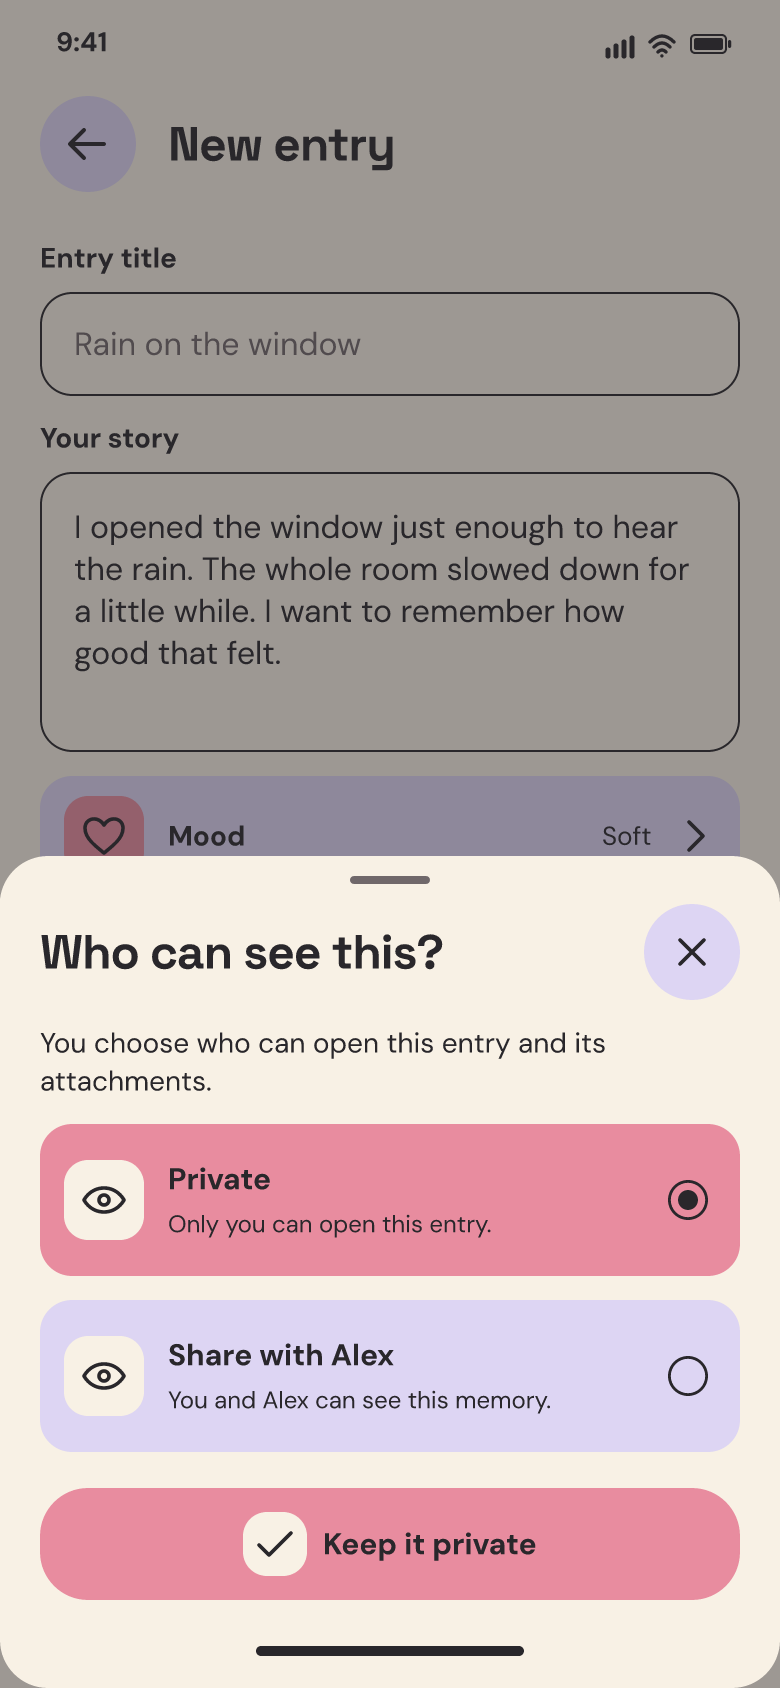 9:41
New entry
Entry title
Rain on the window
Your story
I opened the window just enough to hear
the rain. The whole room slowed down for
a little while. I want to remember how
good that felt.
Mood
Soft
Who can see this?
You choose who can open this entry and its
attachments.
Private
Only you can open this entry.
Share with Alex
You and Alex can see this memory.
Keep it private